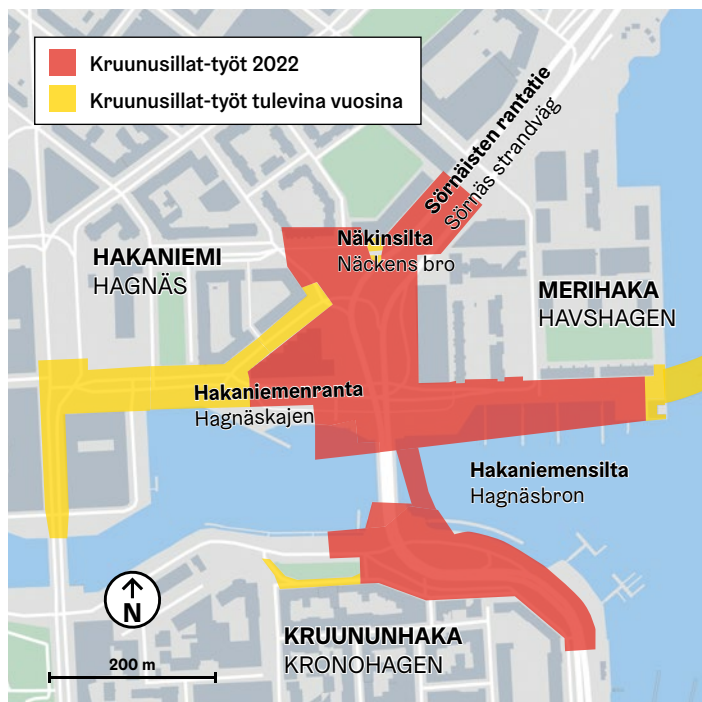 Kruunusillat-työt 2022
Kruunusillat-työt tulevina vuosina
Sörnäisten rantatie
Sörnäs strandväg
Näkinsilta
Näckens bro
HAKANIEMI
HAGNÄS
MERIHAKA
HAVSHAGEN
Hakaniemenranta
Hagnäskajen
Hakaniemensilta
Hagnäsbron
N
KRUUNUNHAKA
KRONOHAGEN
200 m